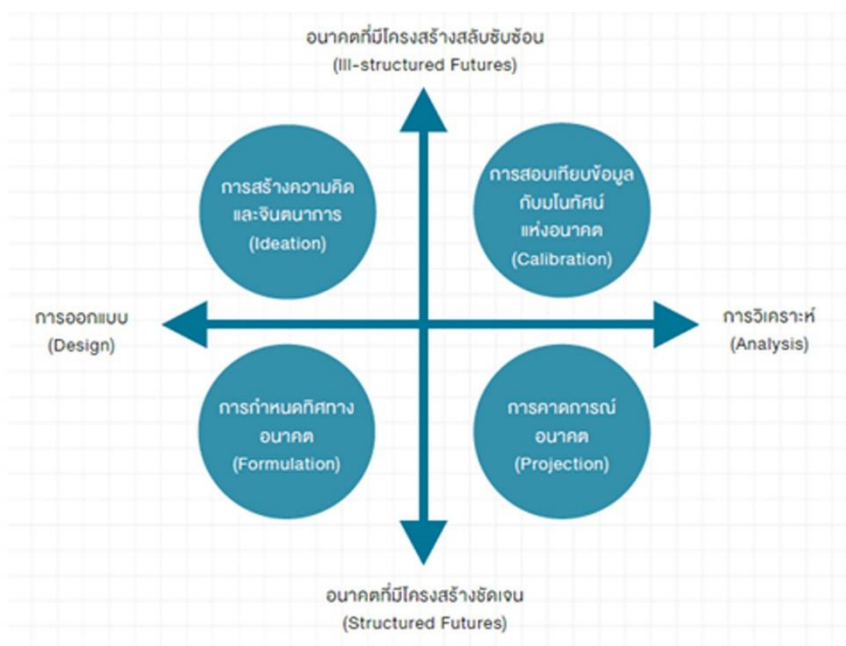 อนาคตที่มีโครงสร้างสลับซับซ้อน
(Ill-structured Futures)
การสร้างความคิด
และจินตนาการ
(Ideation)
การสอบเทียบข้อมูล
กับมโนทัศน์
แห่งอนาคต
(Calibration)
การออกแบบ
(Design)
การวิเคราะห์
(Analysis)
การกำหนดทิศทาง
อนาคต
(Formulation)
การคาดการณ์
อนาคต
(Projection)
อนาคตที่มีโครงสร้างชัดเจน
(Structured Futures)